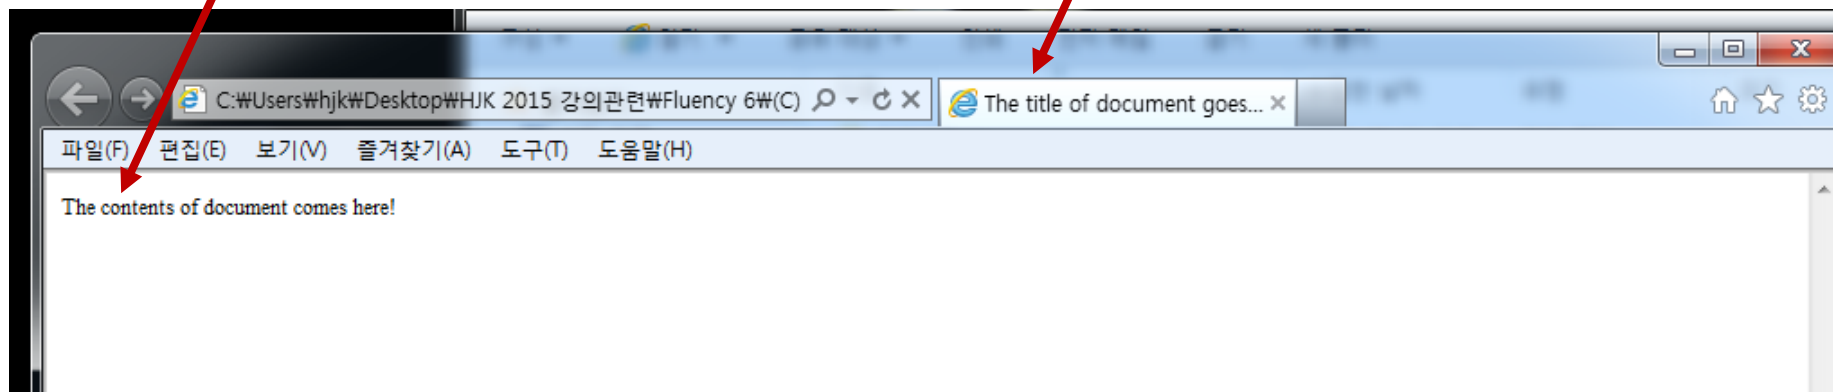 C:₩Users₩hjk₩Desktop₩HJK 2015 강의관련₩Fluency 6₩(C)
The title of document goes...
파일(F) 편집(E) 보기(V) 즐겨찾기(A) 도구(T) 도움말(H)
The contents of document comes here!